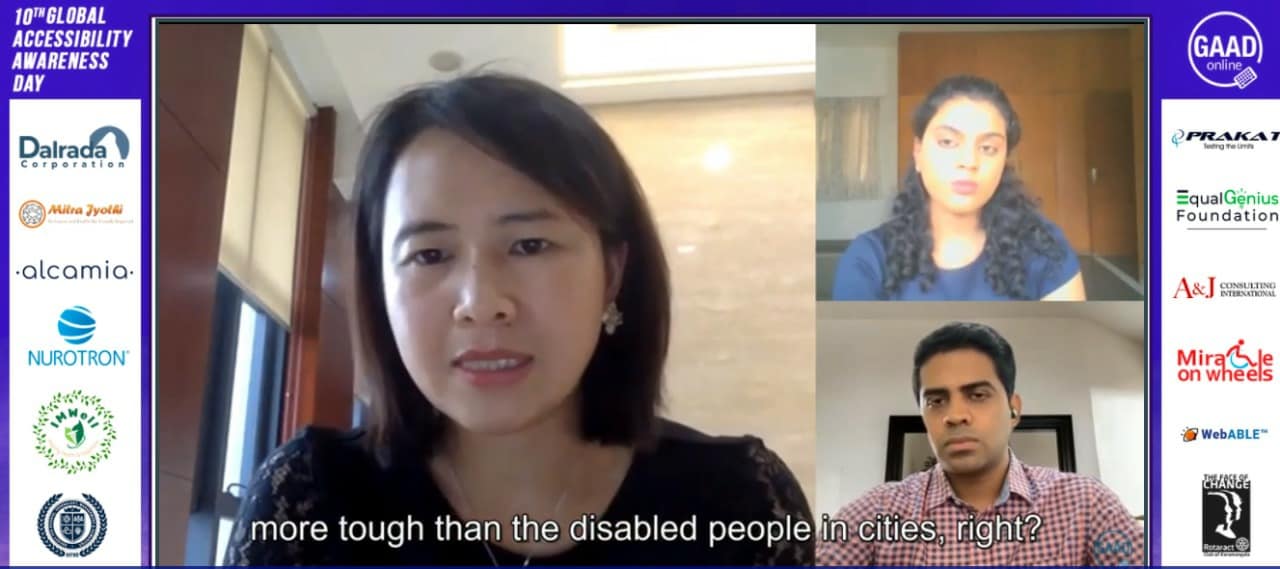 10TH GLOBAL
ACCESSIBILITY
AWARENESS
DAY
Dalrada
Corporation
Mitra Jyothi
·alcamia·
NUROTRON®
IMWell
GAAD
online
PRAKAT
Testing the Limits
EqualGenius
Foundation
A&J CONSULTING
INTERNATIONAL
Miracle
on wheels
WebABLE™
THE FACE OF
CHANGE
Rotaract
more tough than the disabled people in cities, right?
GAAD